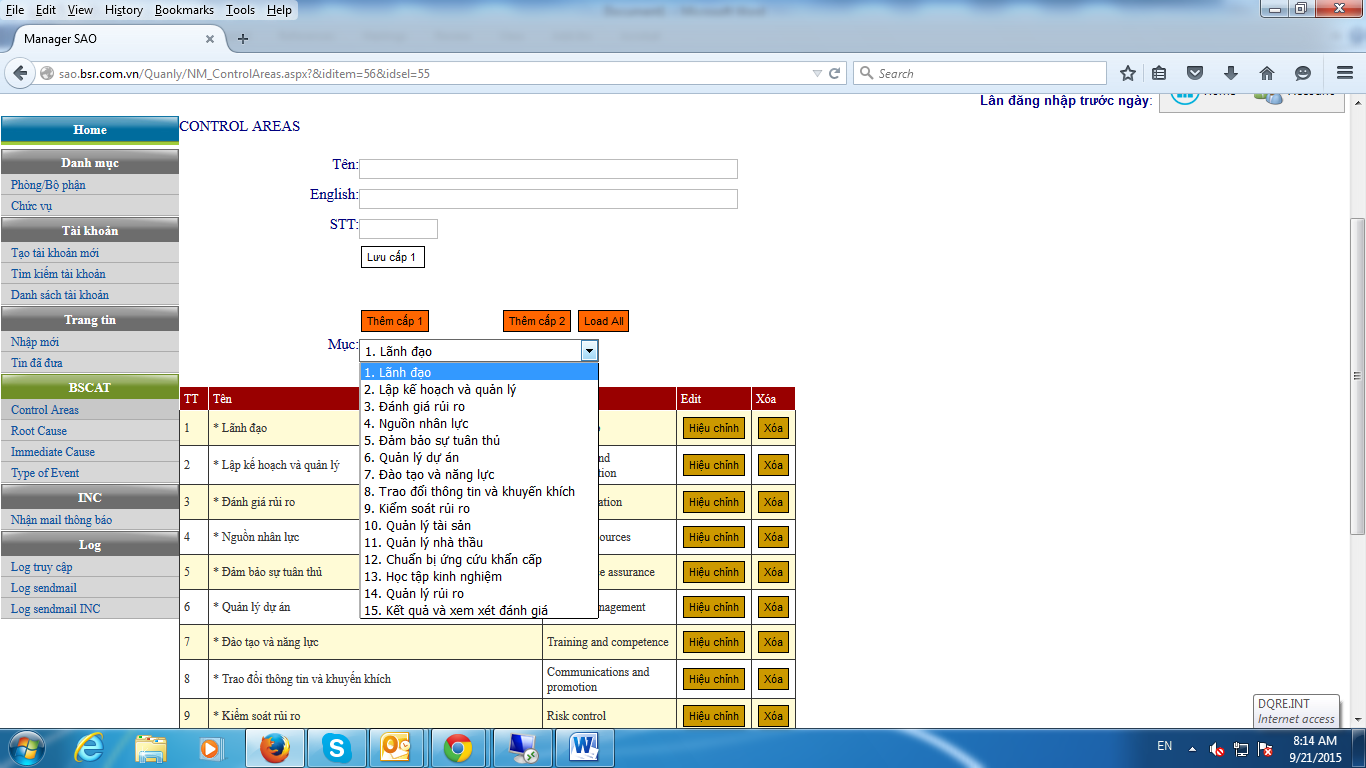 File Edit View History Bookmarks Tools Help
Manager SAO
sao.bsr.com.vn/Quanly/NM_ControlAreas.aspx?&iditem=56&idsel=55
Search
Lần đăng nhập trước ngày:
Home
Danh mục
Phòng/Bộ phận
Chức vụ
Tài khoản
Tạo tài khoản mới
Tìm kiếm tài khoản
Danh sách tài khoản
Trang tin
Nhập mới
Tin đã đưa
BSCAT
Control Areas
Root Cause
Immediate Cause
Type of Event
INC
Nhận mail thông báo
Log
Log truy cập
Log sendmail
Log sendmail INC
CONTROL AREAS
Tên:
English:
STT:
Lưu cấp 1
Thêm cấp 1 Thêm cấp 2 Load All
Mục: 1. Lãnh đạo
1. Lãnh đạo
2. Lập kế hoạch và quản lý
3. Đánh giá rủi ro
4. Nguồn nhân lực
5. Đảm bảo sự tuân thủ
6. Quản lý dự án
7. Đào tạo và năng lực
8. Trao đổi thông tin và khuyến khích
9. Kiểm soát rủi ro
10. Quản lý tài sản
11. Quản lý nhà thầu
12. Chuẩn bị ứng cứu khẩn cấp
13. Học tập kinh nghiệm
14. Quản lý rủi ro
15. Kết quả và xem xét đánh giá
TT Tên Edit Xóa
1 * Lãnh đạo Hiệu chỉnh Xóa
2 * Lập kế hoạch và quản lý Hiệu chỉnh Xóa
3 * Đánh giá rủi ro Hiệu chỉnh Xóa
4 * Nguồn nhân lực Hiệu chỉnh Xóa
5 * Đảm bảo sự tuân thủ assurance Hiệu chỉnh Xóa
6 * Quản lý dự án Hiệu chỉnh Xóa
7 * Đào tạo và năng lực Training and competence Hiệu chỉnh Xóa
8 * Trao đổi thông tin và khuyến khích Communications and promotion Hiệu chỉnh Xóa
9 * Kiểm soát rủi ro Risk control Hiệu chỉnh Xóa
DQRE.INT
Internet access
EN
8:14 AM
9/21/2015